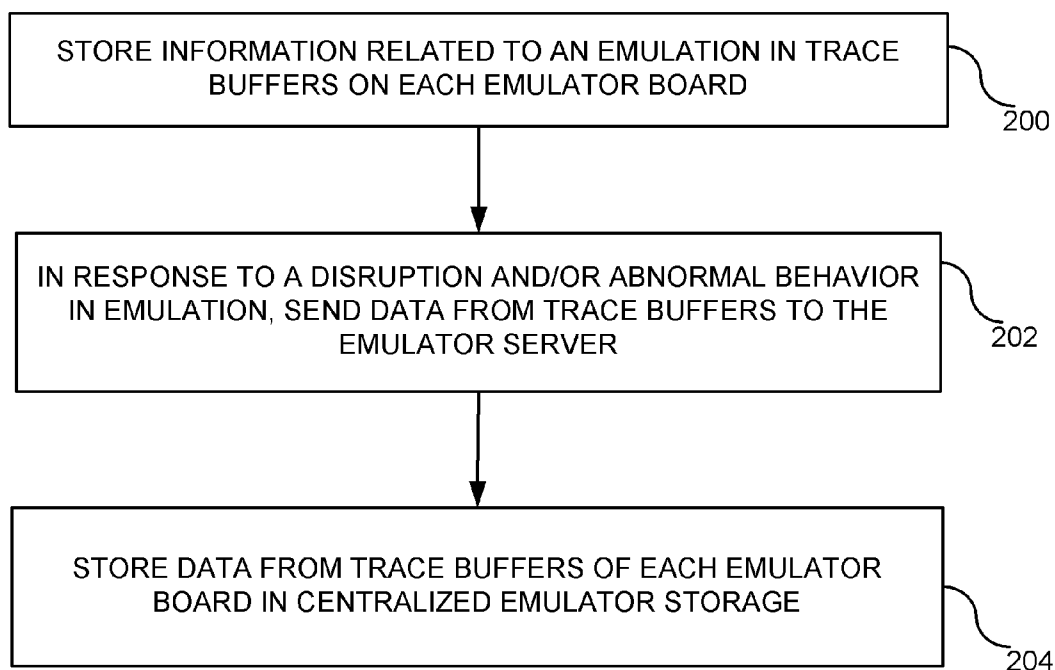 STORE INFORMATION RELATED TO AN EMULATION IN TRACE
BUFFERS ON EACH EMULATOR BOARD
200
IN RESPONSE TO A DISRUPTION AND/OR ABNORMAL BEHAVIOR
IN EMULATION, SEND DATA FROM TRACE BUFFERS TO THE
EMULATOR SERVER
202
STORE DATA FROM TRACE BUFFERS OF EACH EMULATOR
BOARD IN CENTRALIZED EMULATOR STORAGE
204